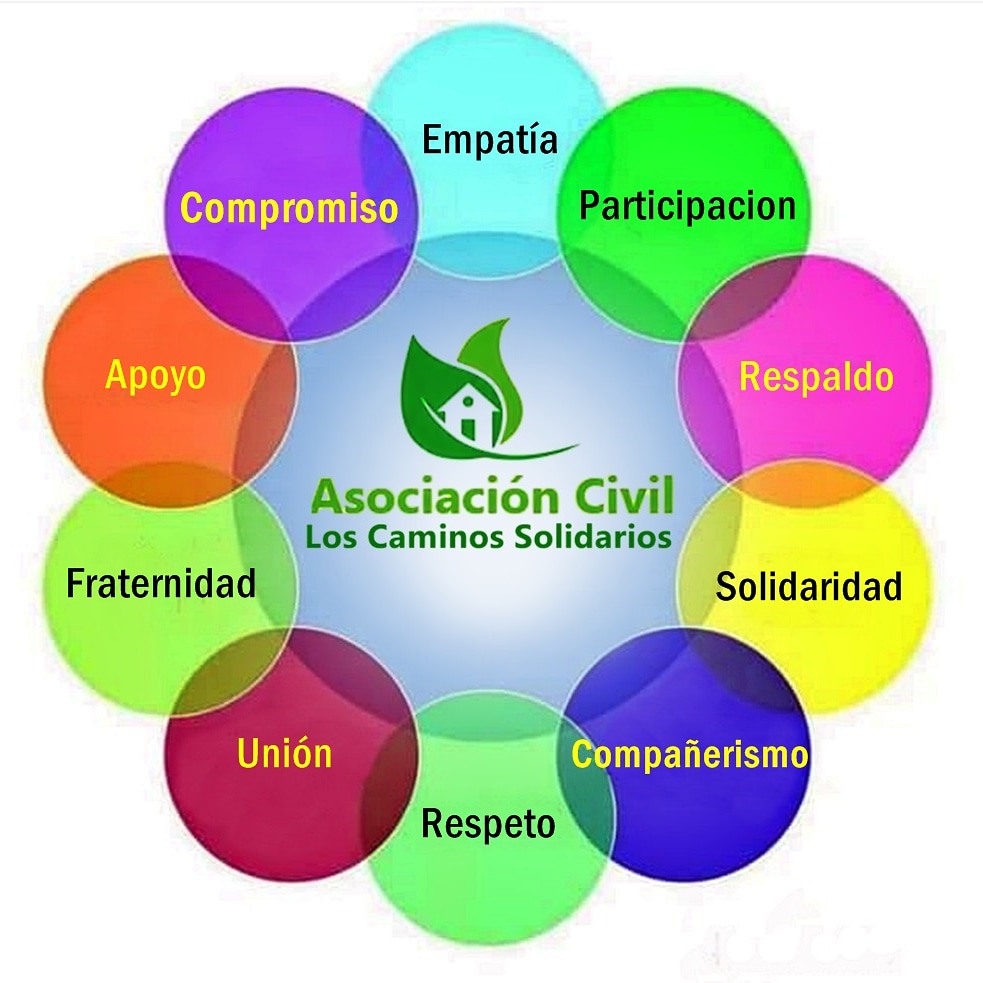 Empatía
Participacion
Respaldo
Solidaridad
Compañerismo
Respeto
Unión
Fraternidad
Apoyo
Compromiso
Asociación Civil
Los Caminos Solidarios